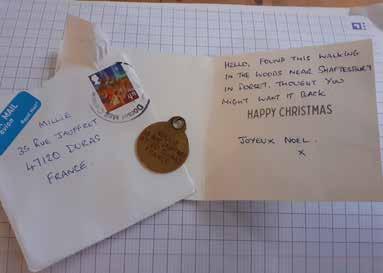 MAIL
MILLIE
35 RUE JAUFFRET
47120 DURAS
FRANCE.
HELLO, FOUND THIS WALKING
IN THE WOODS NEAR SHAFTESBURY
IN DORSET, THOUGHT YOU
MIGHT WANT IT BACK
HAPPY CHRISTMAS
JOYEUX NOEL.
X